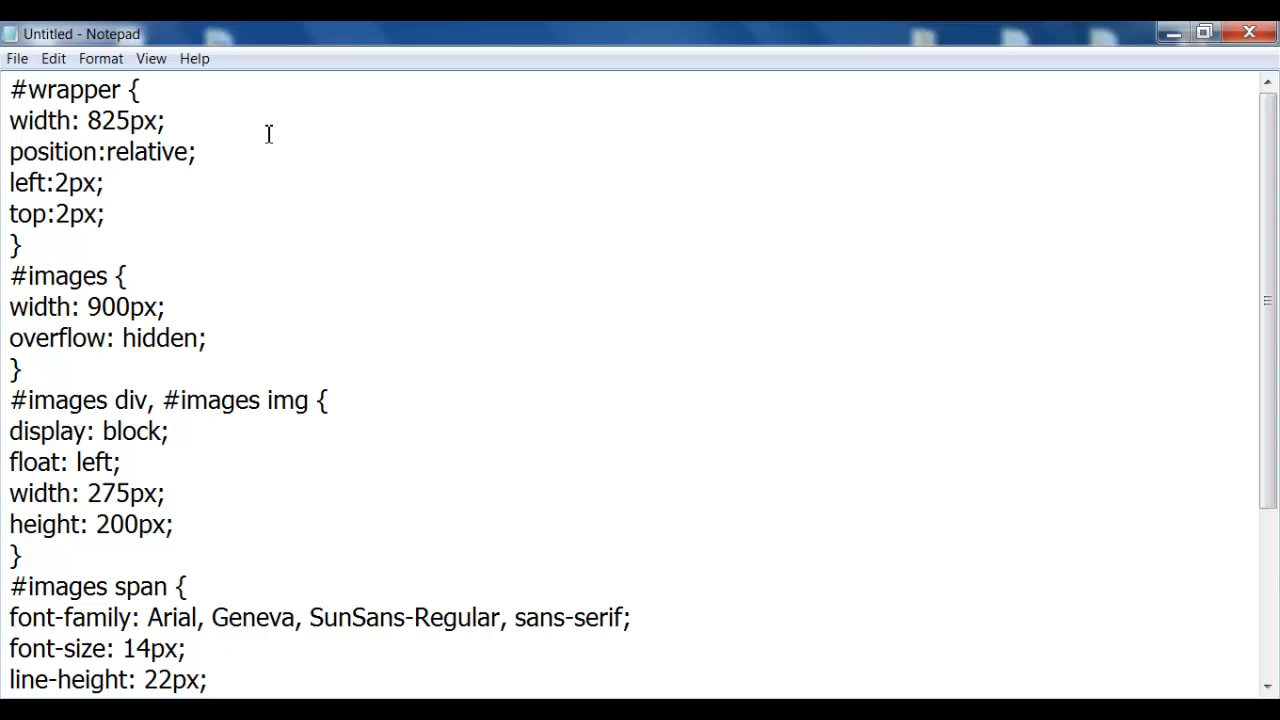 Untitled - Notepad
File Edit Format View Help
#wrapper {
width: 825px;
position:relative;
left:2px;
top:2px;
}
#images {
width: 900px;
overflow: hidden;
}
#images div, #images img {
display: block;
float: left;
width: 275px;
height: 200px;
}
#images span {
font-family: Arial, Geneva, SunSans-Regular, sans-serif;
font-size: 14px;
line-height: 22px;